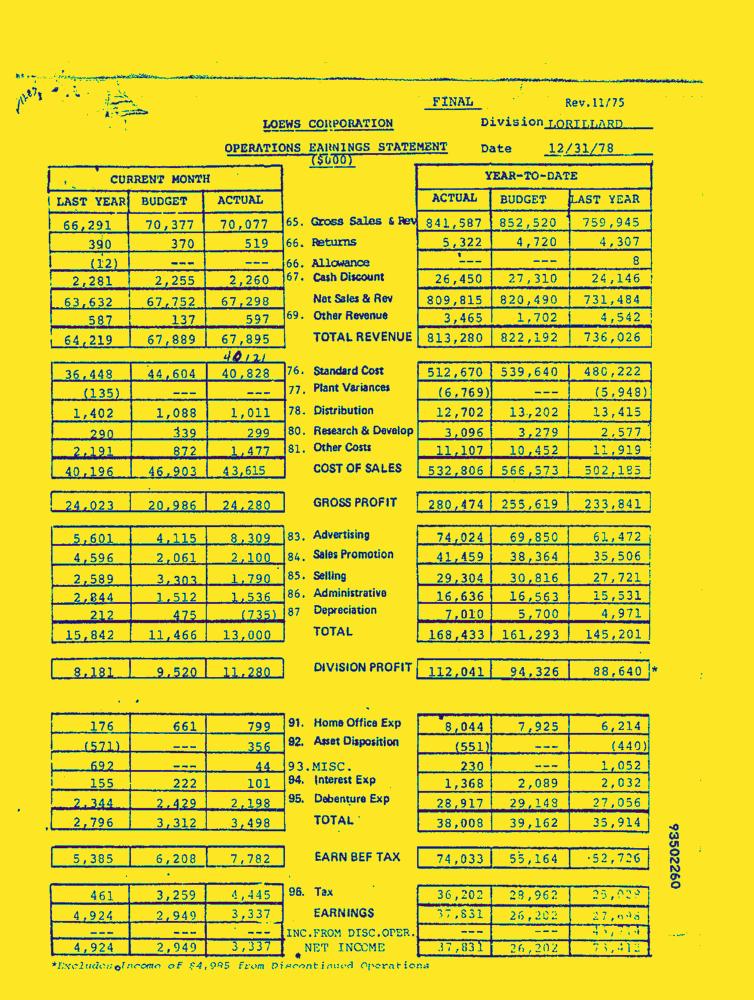 FINAL Rev.11/75
LOEWS CORPORATION Division LORILLARD
OPERATIONS EARNINGS STATEMENT Date 12/31/78
($000)
CURRENT MONTH YEAR-TO-DATE
LAST YEAR BUDGET ACTUAL ACTUAL BUDGET LAST YEAR
66,291 70,377 70,077 65. Gross Sales & Rev 841,587 852,520 759,945
390 370 519 66. Returns 5,322 4,720 4,307
(12) --- --- 66. Allowance --- --- 8
2,281 2,255 2,260 67. Cash Discount 26,450 27,310 24,146
63,632 67,752 67,298 Net Sales & Rev 809,815 820,490 731,484
587 137 597 69. Other Revenue 3,465 1,702 4,542
64,219 67,889 67,895 TOTAL REVENUE 813,280 822,192 736,026
36,448 44,604 40,828 76. Standard Cost 512,670 539,640 480,222
(135) --- --- 77. Plant Variances (6,769) --- (5,948)
1,402 1,088 1,011 78. Distribution 12,702 13,202 13,415
290 339 299 80. Research & Develop 3,096 3,279 2,577
2,191 872 1,477 81. Other Costs 11,107 10,452 11,919
40,196 46,903 43,615 COST OF SALES 532,806 566,573 502,185
24,023 20,986 24,280 GROSS PROFIT 280,474 255,619 233,841
5,601 4,115 8,309 83. Advertising 74,024 69,850 61,472
4,596 2,061 2,100 84. Sales Promotion 41,459 38,364 35,506
2,589 3,303 1,790 85. Selling 29,304 30,816 27,721
2,844 1,512 1,536 86. Administrative 16,636 16,563 15,531
212 475 (735) 87 Depreciation 7,010 5,700 4,971
15,842 11,466 13,000 TOTAL 168,433 161,293 145,201
8,181 9,520 11,280 DIVISION PROFIT 112,041 94,326 88,640 *
176 661 799 91. Home Office Exp 8,044 7,925 6,214
(571) --- 356 92. Asset Disposition (551) --- (440)
692 --- 44 93.MISC. 230 --- 1,052
155 222 101 94. Interest Exp 1,368 2,089 2,032
2,344 2,429 2,198 95. Debenture Exp 28,917 29,148 27,056
2,796 3,312 3,498 TOTAL 38,008 39,162 35,914
5,385 6,208 7,782 EARN BEF TAX 74,033 55,164 52,726
461 3,259 4,445 96. Tax 36,202 28,962
4,924 2,949 3,337 EARNINGS 37,831 26,202
--- --- --- INC.FROM DISC.OPER. --- ---
4,924 2,949 3,337 NET INCOME 37,831 26,202
*Excludes Income of $4,985 from Discontinued Operations
93502260